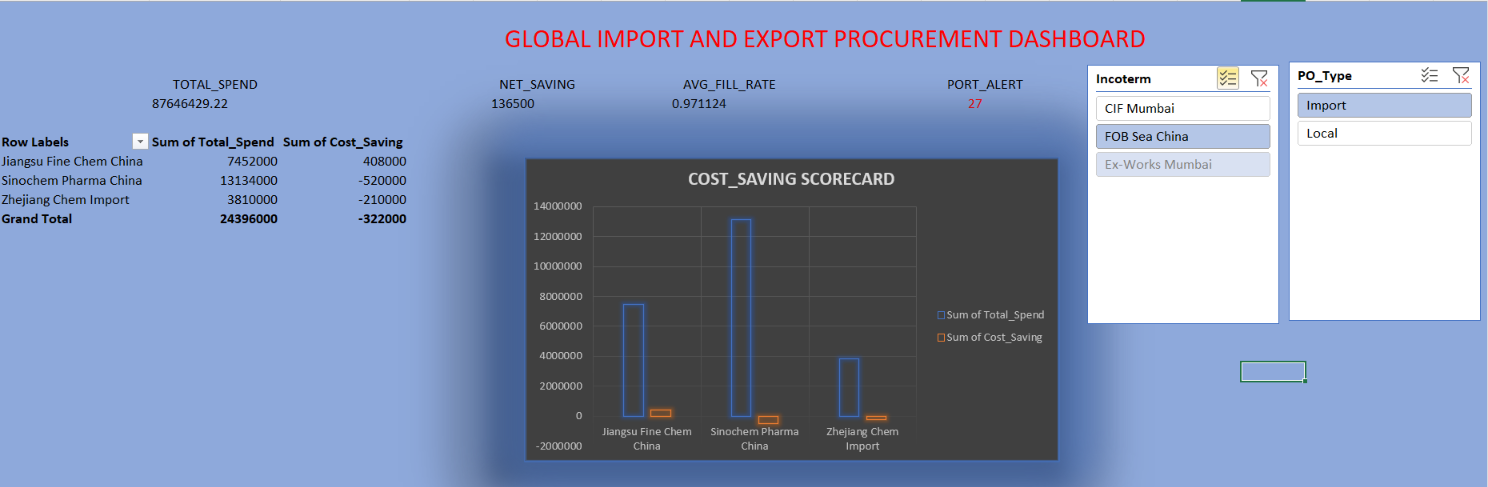 GLOBAL IMPORT AND EXPORT PROCUREMENT DASHBOARD
TOTAL_SPEND NET_SAVING AVG_FILL_RATE PORT_ALERT
87646429.22 136500 0.971124 27
Row Labels Sum of Total_Spend Sum of Cost_Saving
Jiangsu Fine Chem China 7452000 408000
Sinochem Pharma China 13134000 -520000
Zhejiang Chem Import 3810000 -210000
Grand Total 24396000 -322000
COST_SAVING SCORECARD
14000000
12000000
10000000
8000000
6000000
4000000
2000000
0
-2000000
Jiangsu Fine Chem China
Sinochem Pharma China
Zhejiang Chem Import
Sum of Total_Spend
Sum of Cost_Saving
Incoterm
CIF Mumbai
FOB Sea China
Ex-Works Mumbai
PO_Type
Import
Local